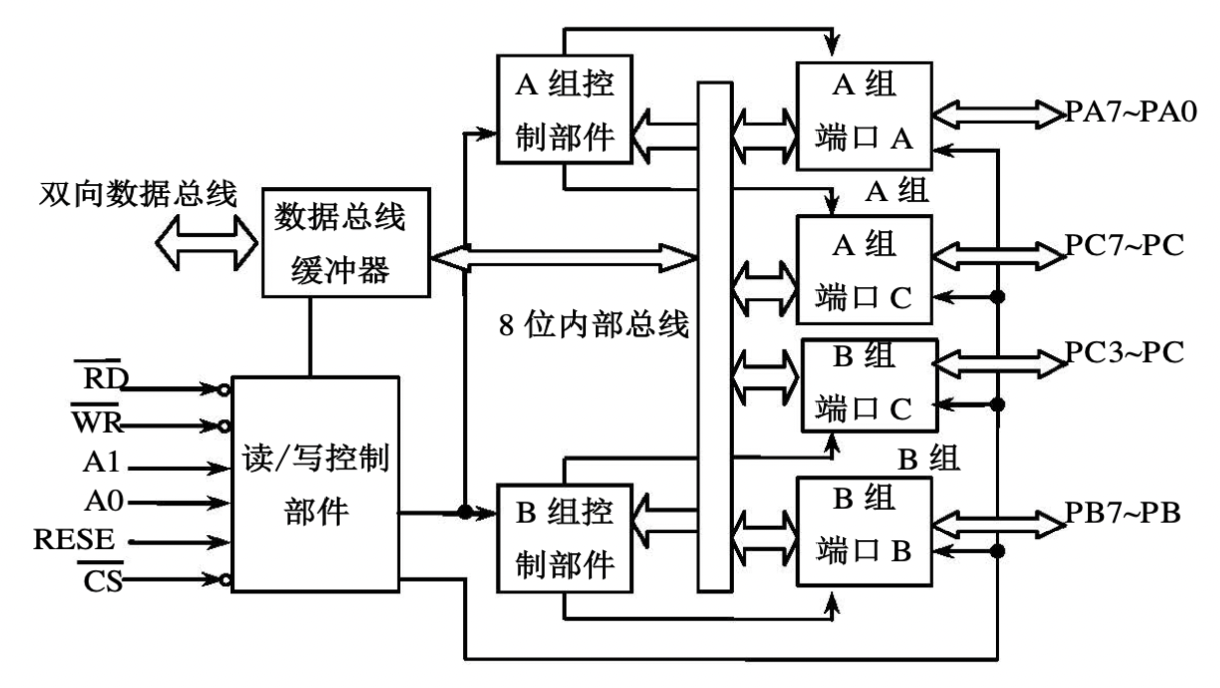 A 组控
制部件
A 组
端口 A
PA7~PA0
双向数据总线
数据总线
缓冲器
A 组
A 组
端口 C
PC7~PC
8 位内部总线
B 组
端口 C
PC3~PC
RD
WR
A1
A0
RESE
CS
读/写控制
部件
B 组
B 组控
制部件
B 组
端口 B
PB7~PB